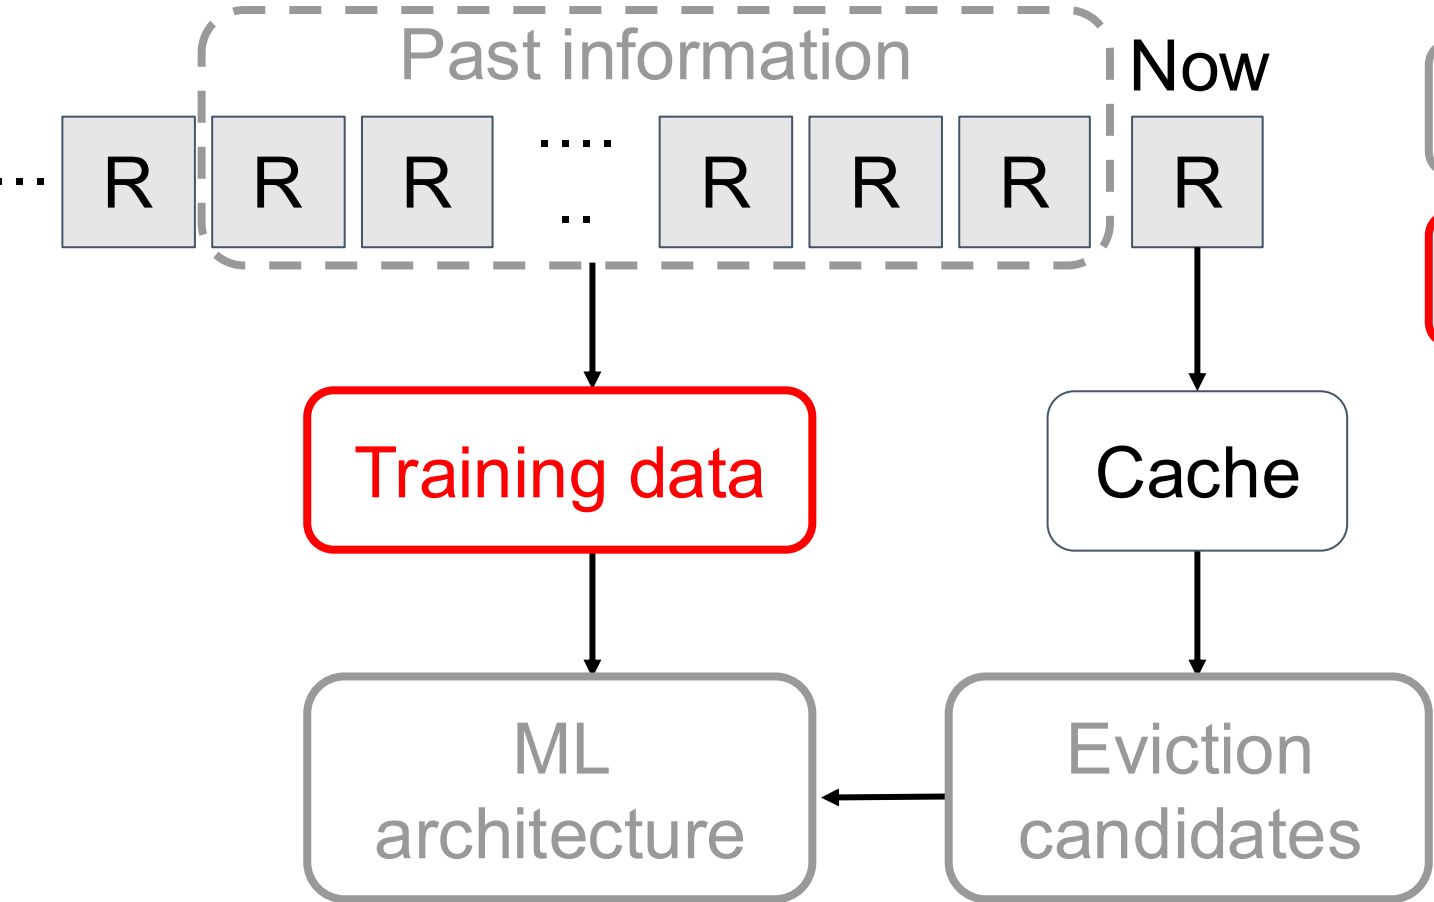 Past information
Now
... R R R .... R R R R
..
Training data
Cache
ML
architecture
Eviction
candidates